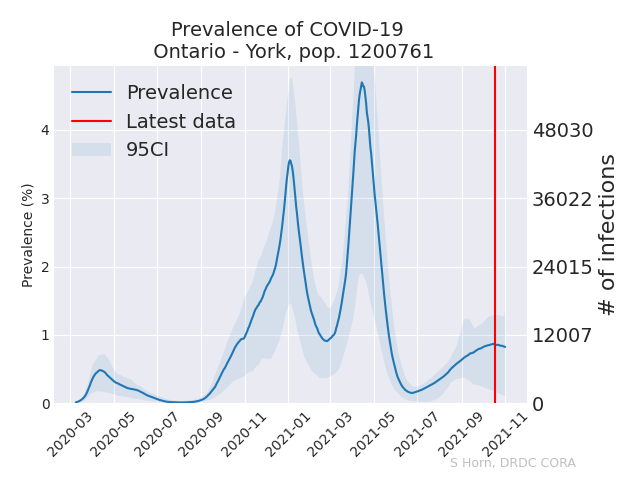 Prevalence of COVID-19
Ontario - York, pop. 1200761
Prevalence
Latest data
95CI
Prevalence (%)
4
3
2
1
0
48030
36022
24015
12007
0
# of infections
2020-03
2020-05
2020-07
2020-09
2020-11
2021-01
2021-03
2021-05
2021-07
2021-09
2021-11
S Horn, DRDC CORA